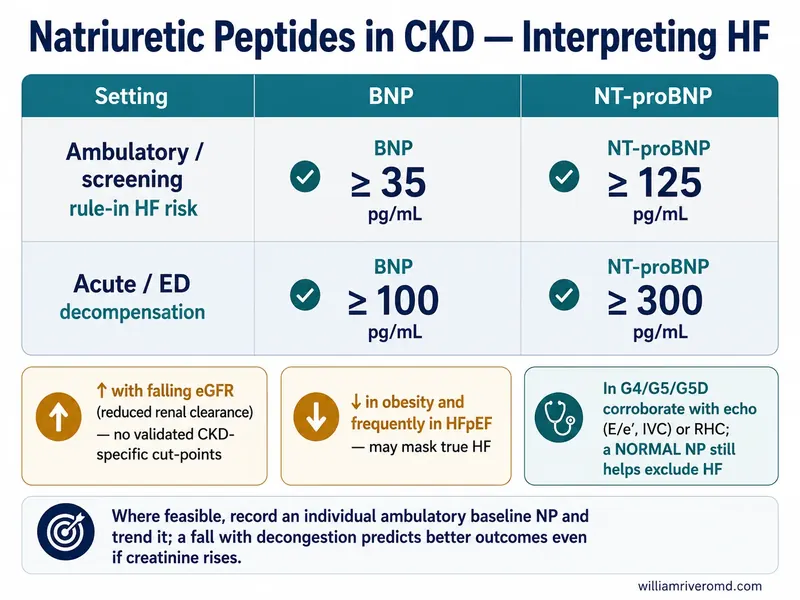 Natriuretic Peptides in CKD — Interpreting HF
Setting
BNP
NT-proBNP
Ambulatory /
screening
rule-in HF risk
BNP
≥ 35
pg/mL
NT-proBNP
≥ 125
pg/mL
Acute / ED
decompensation
BNP
≥ 100
pg/mL
NT-proBNP
≥ 300
pg/mL
↑ with falling eGFR
(reduced renal clearance)
— no validated CKD-
specific cut-points
↓ in obesity and
frequently in HFpEF
— may mask true HF
In G4/G5/G5D
corroborate with echo
(E/e′, IVC) or RHC;
a NORMAL NP still
helps exclude HF
Where feasible, record an individual ambulatory baseline NP and
trend it; a fall with decongestion predicts better outcomes even
if creatinine rises.
williamriveromd.com